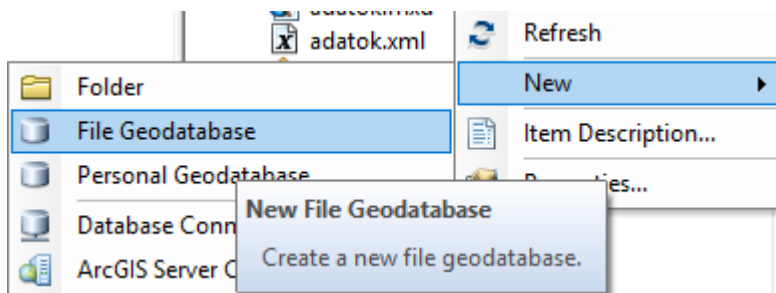 adatok.xml
Refresh
New
Item Description...
Folder
File Geodatabase
Personal Geodatabase
Database Conn
ArcGIS Server C
New File Geodatabase
Create a new file geodatabase.